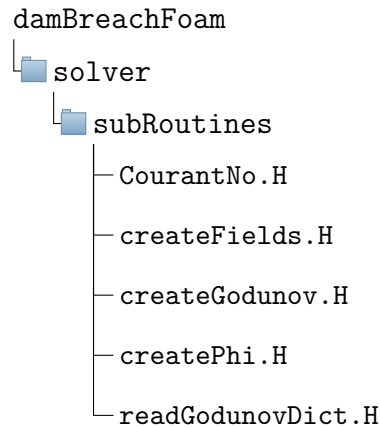 damBreachFoam
solver
subRoutines
CourantNo.H
createFields.H
createGodunov.H
createPhi.H
readGodunovDict.H